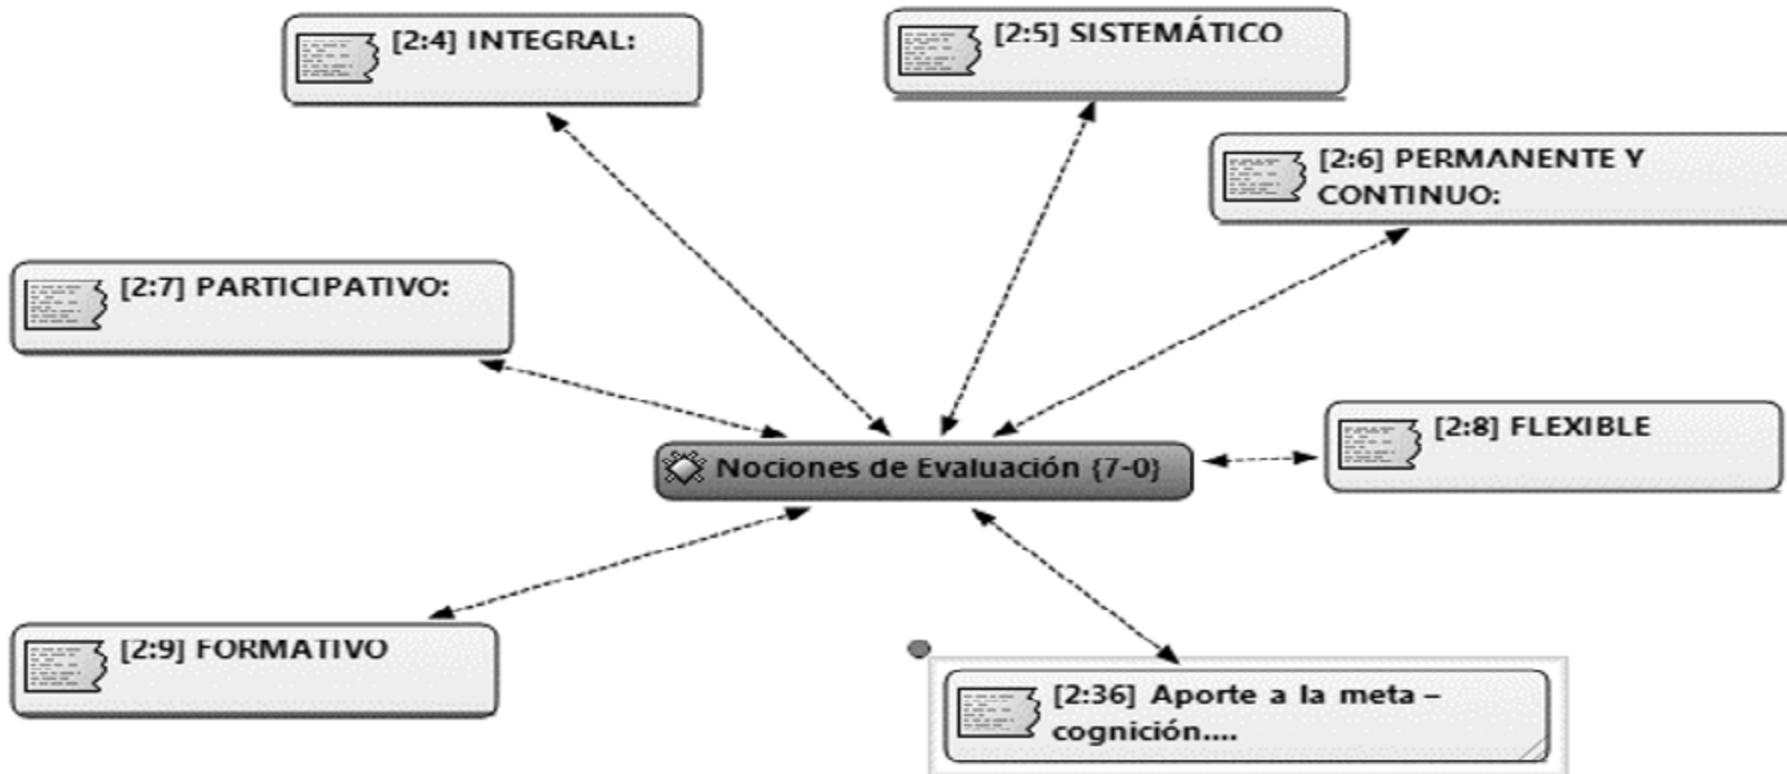 [2:4] INTEGRAL:
[2:5] SISTEMÁTICO
[2:6] PERMANENTE Y
CONTINUO:
[2:7] PARTICIPATIVO:
[2:8] FLEXIBLE
Nociones de Evaluación {7-0}
[2:9] FORMATIVO
[2:36] Aporte a la meta –
cognición....